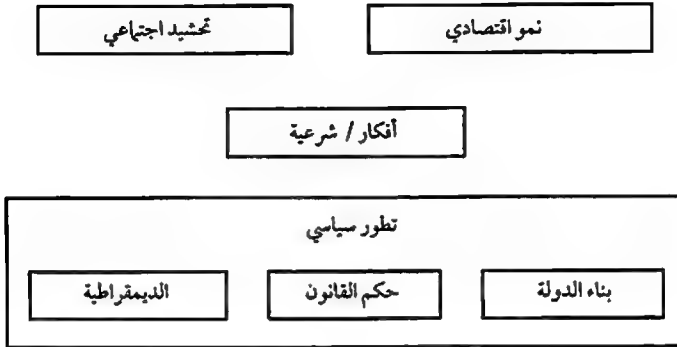 نمو اقتصادي
تحشيد اجتماعي
أفكار / شرعية
تطور سياسي
بناء الدولة
حكم القانون
الديمقراطية